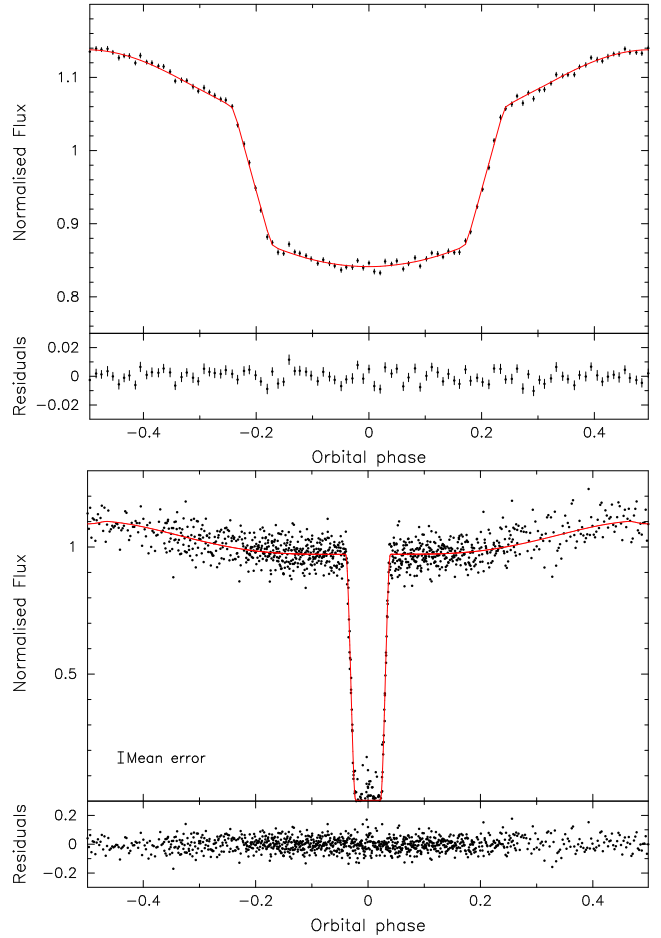 Normalised Flux
1.1
1
0.9
0.8
Residuals
0.02
0
−0.02
−0.4 −0.2 0 0.2 0.4
Orbital phase
Normalised Flux
1
0.5
Mean error
Residuals
0.2
0
−0.2
−0.4 −0.2 0 0.2 0.4
Orbital phase